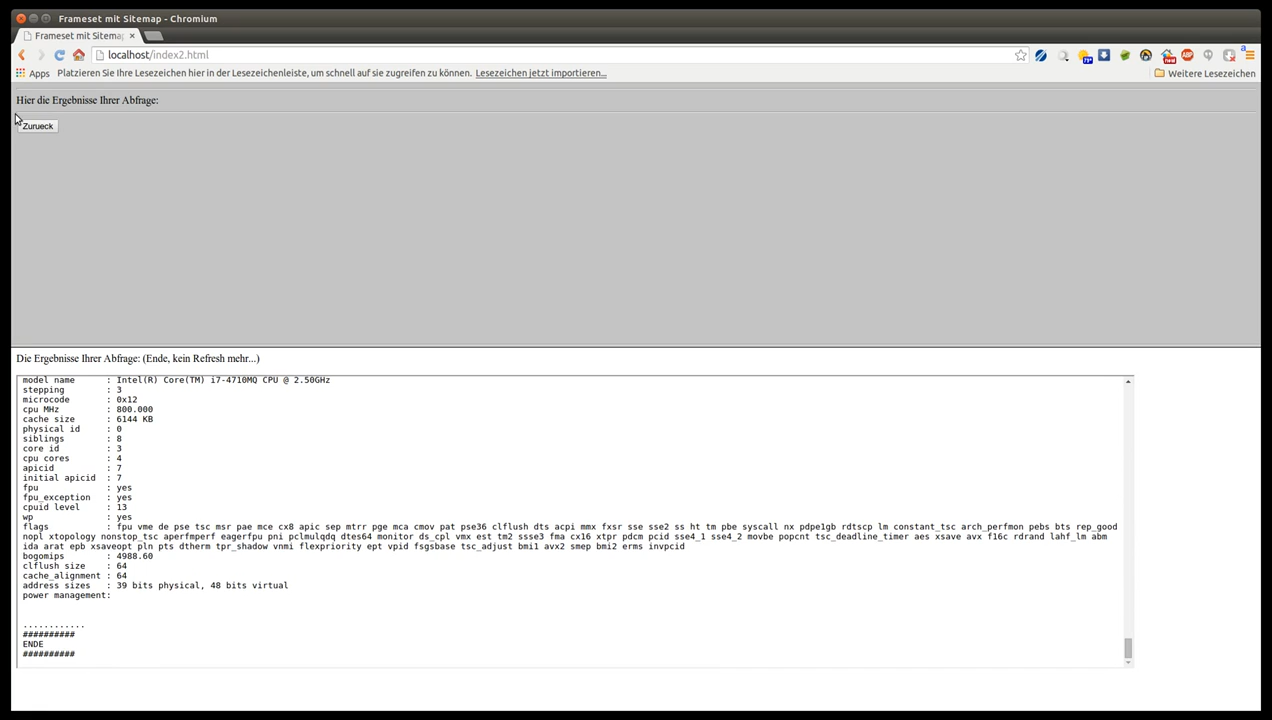 Frameset mit Sitemap - Chromium
Frameset mit Sitema
localhost/index2.html
Apps Platzieren Sie Ihre Lesezeichen hier in der Lesezeichenleiste, um schnell auf sie zugreifen zu können. Lesezeichen jetzt importieren... Weitere Lesezeichen
Hier die Ergebnisse Ihrer Abfrage:
Zurueck
Die Ergebnisse Ihrer Abfrage: (Ende, kein Refresh mehr...)
model name : Intel(R) Core(TM) i7-4710MQ CPU @ 2.50GHz
stepping : 3
microcode : 0x12
cpu MHz : 800.000
cache size : 6144 KB
physical id : 0
siblings : 8
core id : 3
cpu cores : 4
apicid : 7
initial apicid : 7
fpu : yes
fpu_exception : yes
cpuid level : 13
wp : yes
flags : fpu vme de pse tsc msr pae mce cx8 apic sep mtrr pge mca cmov pat pse36 clflush dts acpi mmx fxsr sse sse2 ss ht tm pbe syscall nx pdpe1gb rdtscp lm constant_tsc arch_perfmon pebs bts rep_good
nopl xtopology nonstop_tsc aperfmperf eagerfpu pni pclmulqdq dtes64 monitor ds_cpl vmx est tm2 ssse3 fma cx16 xtpr pdcm pcid sse4_1 sse4_2 movbe popcnt tsc_deadline_timer aes xsave avx f16c rdrand lahf_lm abm
ida arat epb xsaveopt pln pts dtherm tpr_shadow vnmi flexpriority ept vpid fsgsbase tsc_adjust bmi1 avx2 smep bmi2 erms invpcid
bogomips : 4988.60
clflush size : 64
cache_alignment : 64
address sizes : 39 bits physical, 48 bits virtual
power management:
............
##########
ENDE
##########